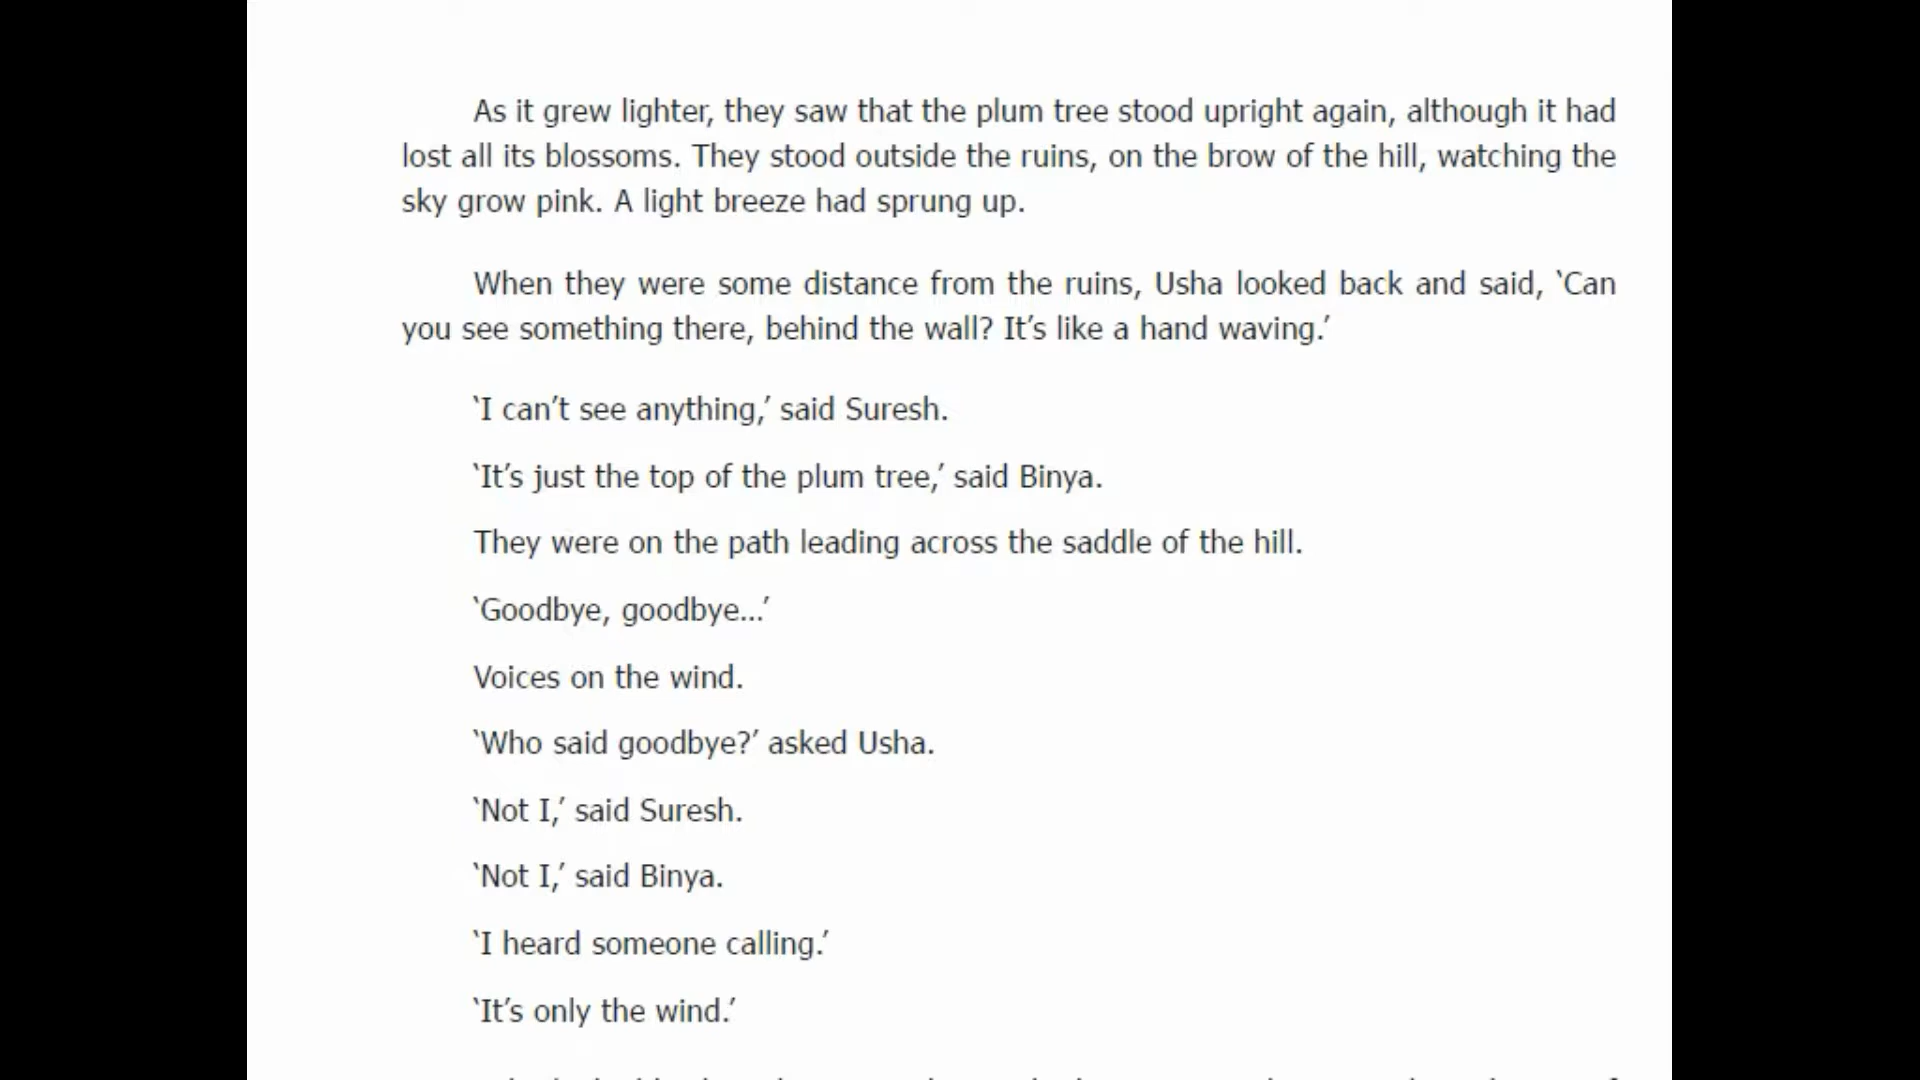 As it grew lighter, they saw that the plum tree stood upright again, although it had
lost all its blossoms. They stood outside the ruins, on the brow of the hill, watching the
sky grow pink. A light breeze had sprung up.
When they were some distance from the ruins, Usha looked back and said, ‘Can
you see something there, behind the wall? It’s like a hand waving.’
‘I can’t see anything,’ said Suresh.
‘It’s just the top of the plum tree,’ said Binya.
They were on the path leading across the saddle of the hill.
‘Goodbye, goodbye...’
Voices on the wind.
‘Who said goodbye?’ asked Usha.
‘Not I,’ said Suresh.
‘Not I,’ said Binya.
‘I heard someone calling.’
‘It’s only the wind.’